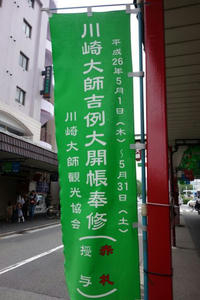 平成26年5月1日(木)~5月31日(土)
川崎大師吉例大開帳奉修(赤札授与)
川崎大師観光協会